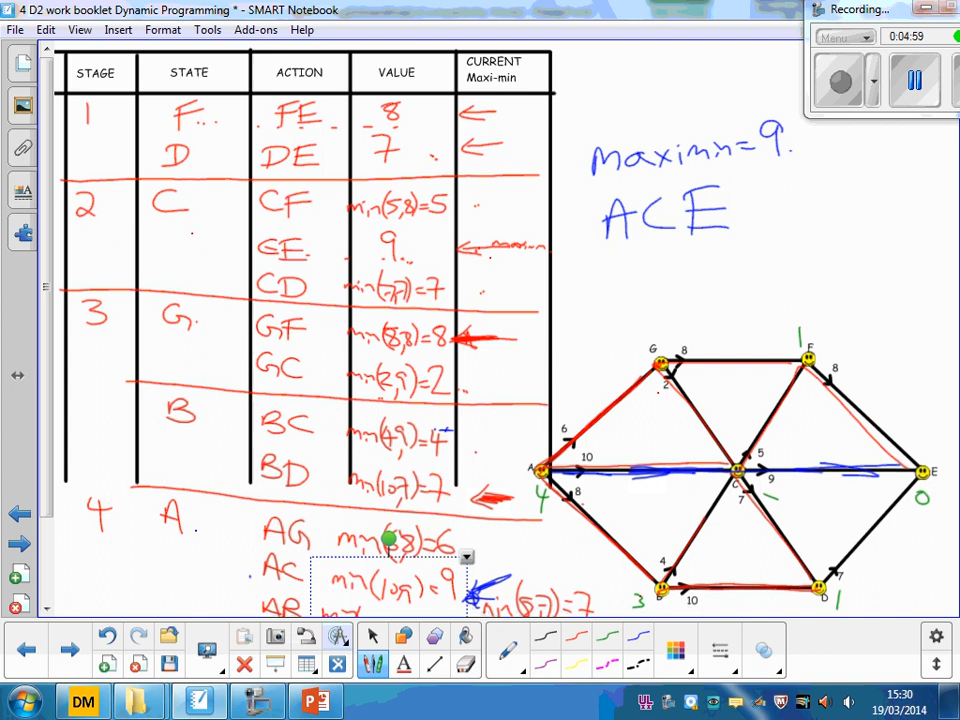 4 D2 work booklet Dynamic Programming * - SMART Notebook
Recording...
File Edit View Insert Format Tools Add-ons Help
Menu
00:04:59
STAGE STATE ACTION VALUE CURRENT Maxi-min
1 F... FE 8
D DE 7
2 C CF min(5,8)=5
CE 9
CD min(7,7)=7
3 G. GF min(8,8)=8
GC min(2,9)=2
B BC min(4,9)=4
BD min(10,7)=7
4 A AG =6
AC min(10,9)=9
min(8,7)=7
maximin=9.
ACE
G 8 F 1
2 8
6 5
A 10 C 9 E
4 8 7 0
4 7
3 B 10 D 1
DM
15:30
19/03/2014